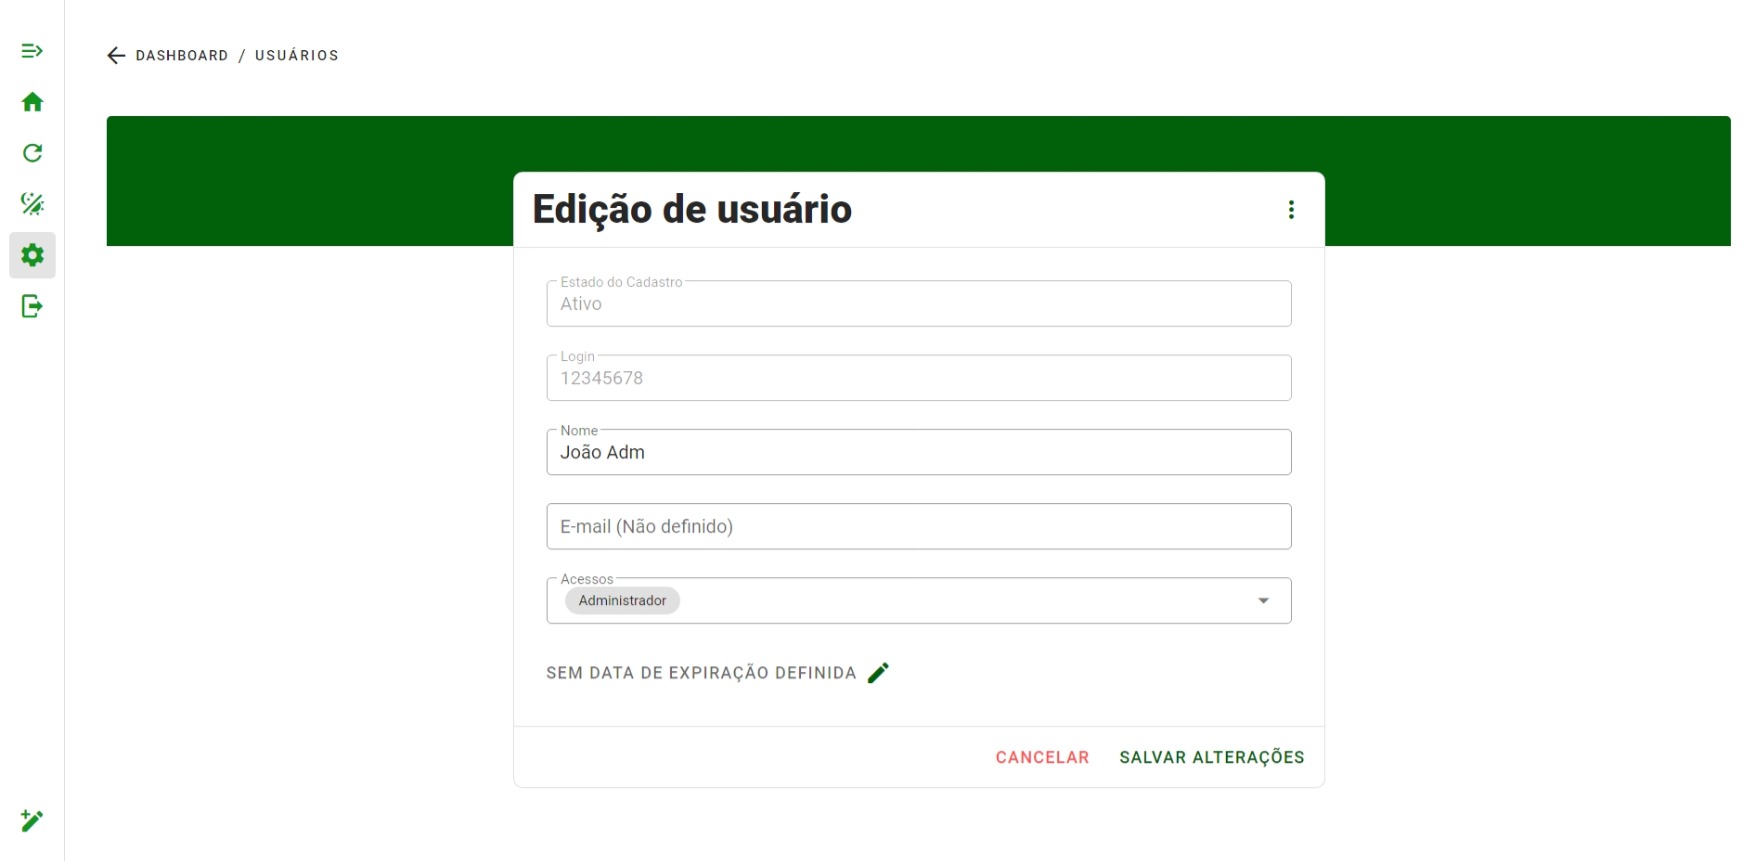 DASHBOARD / USUÁRIOS
Edição de usuário
Estado do Cadastro
Ativo
Login
12345678
Nome
João Adm
E-mail (Não definido)
Acessos
Administrador
SEM DATA DE EXPIRAÇÃO DEFINIDA
CANCELAR SALVAR ALTERAÇÕES